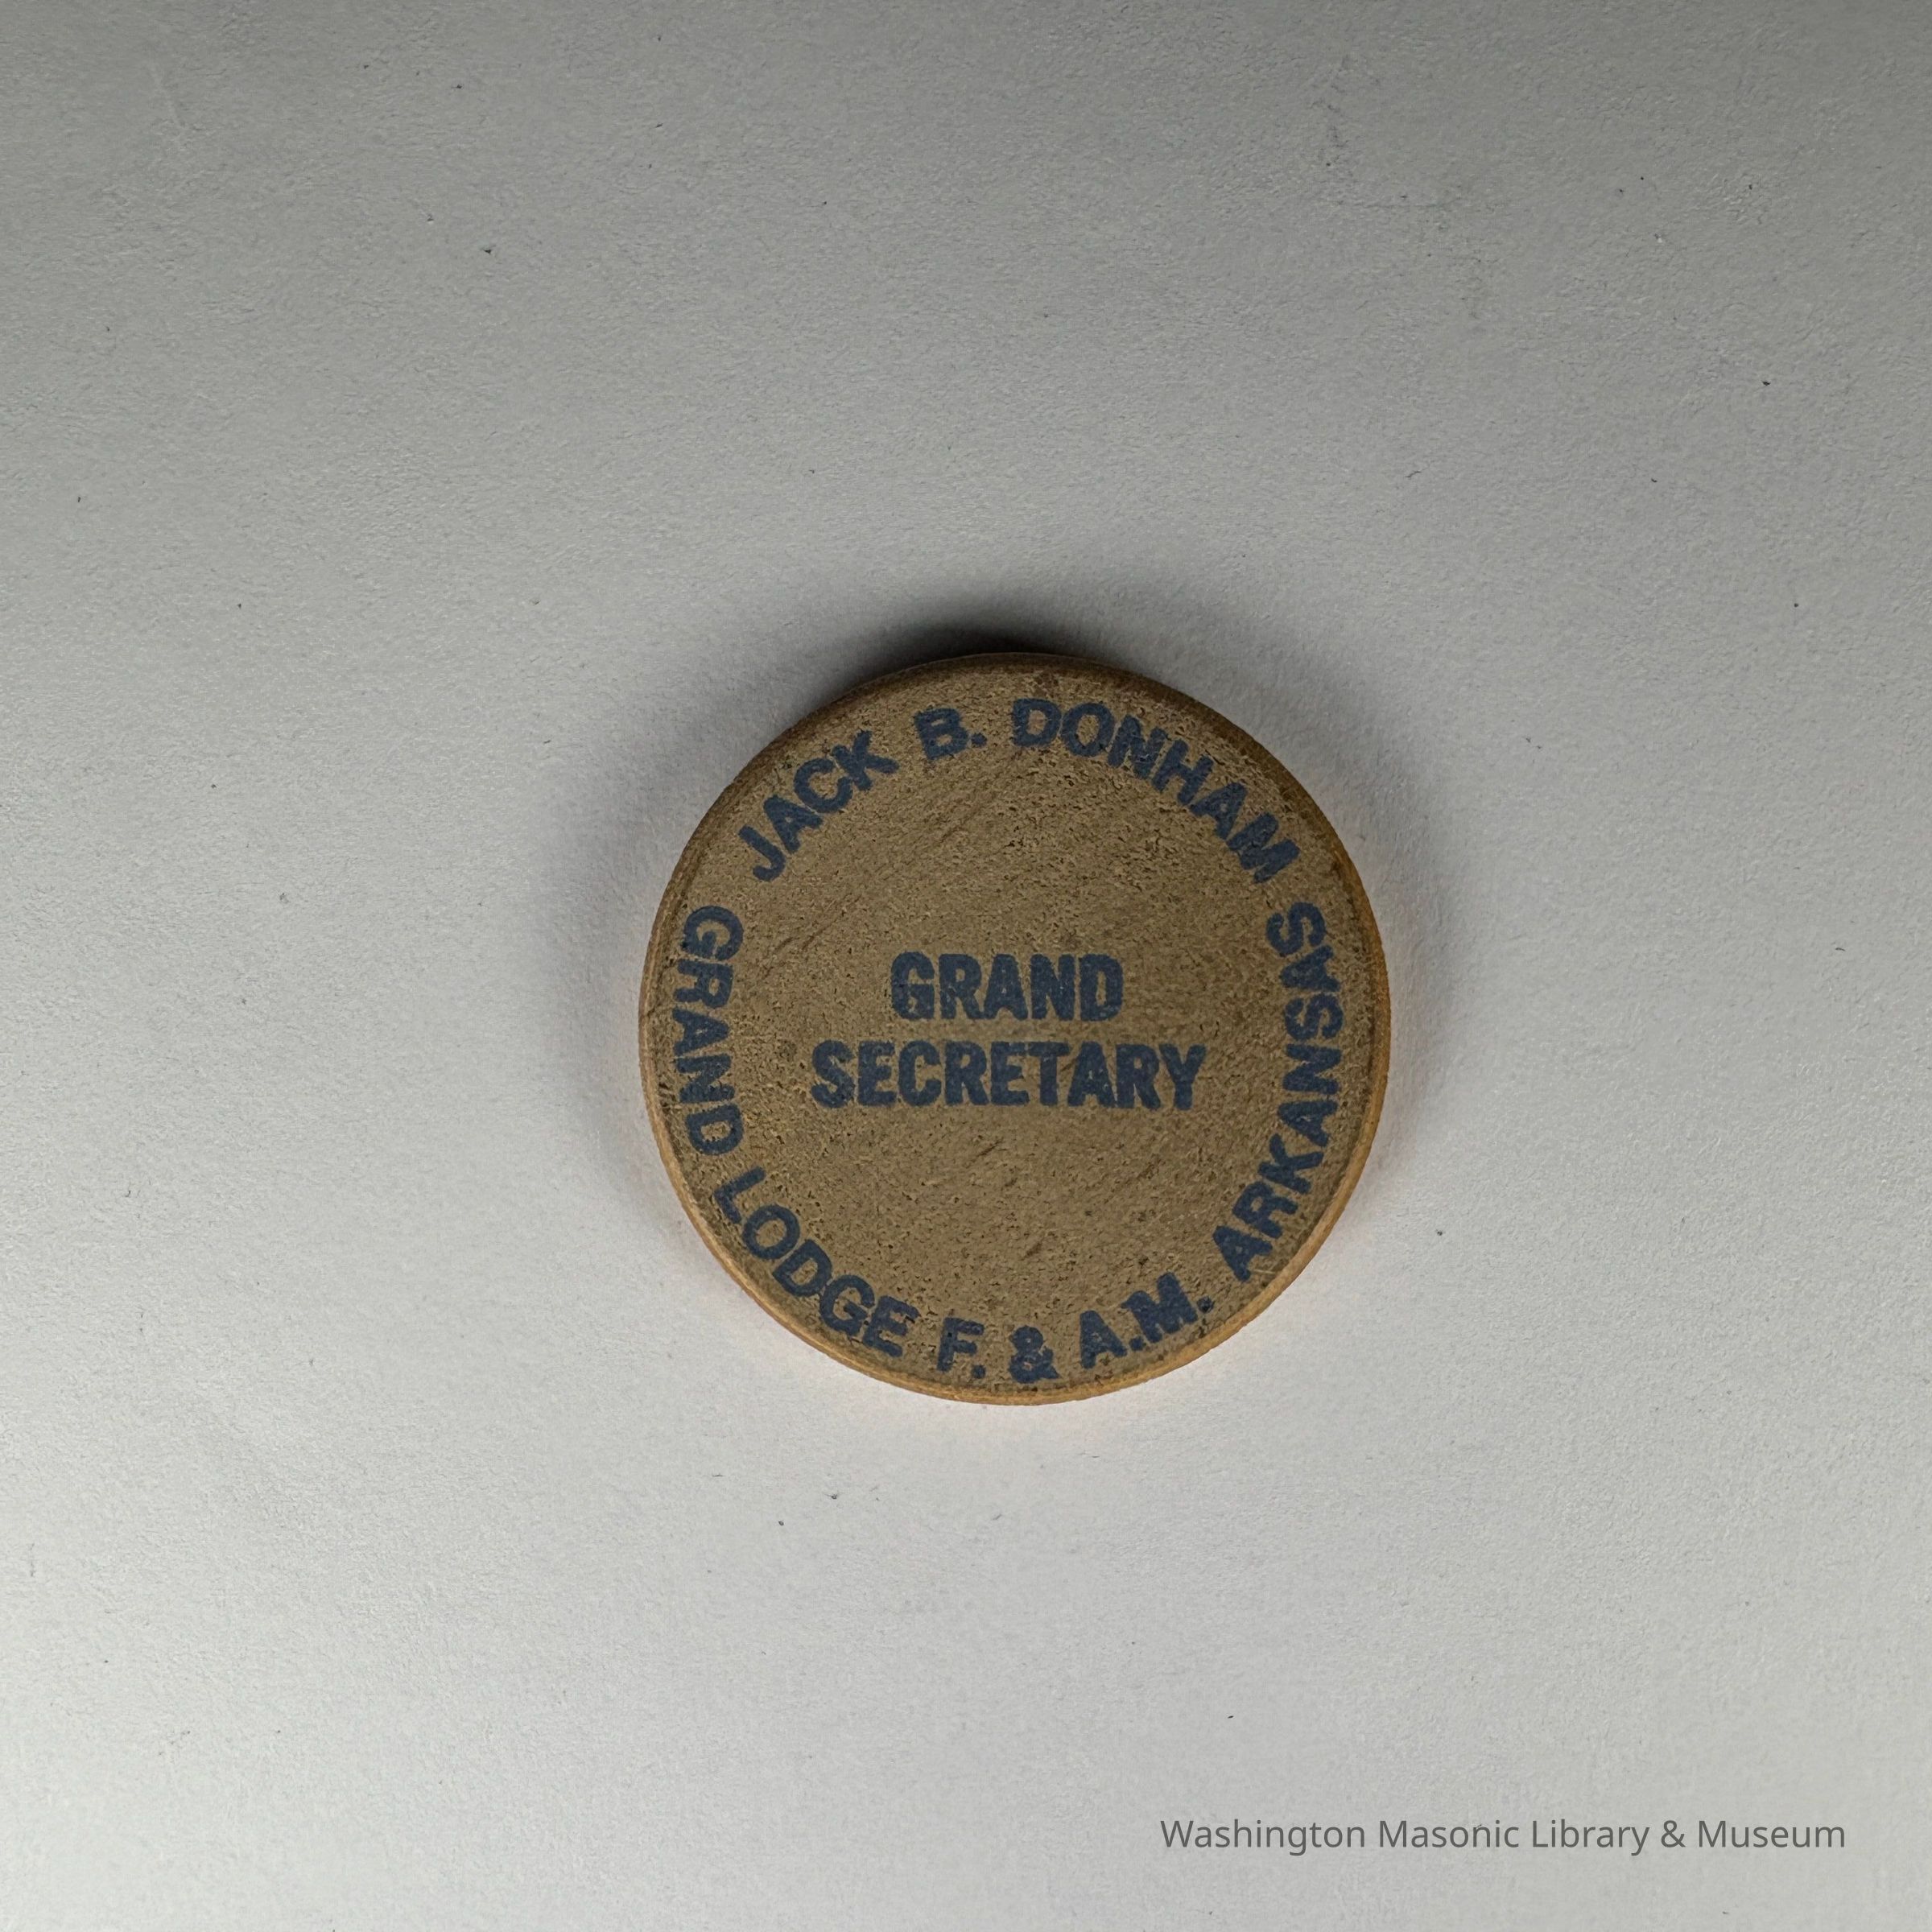 JACK B. DONHAM
GRAND
SECRETARY
GRAND LODGE F. & A.M. ARKANSAS
Washington Masonic Library & Museum